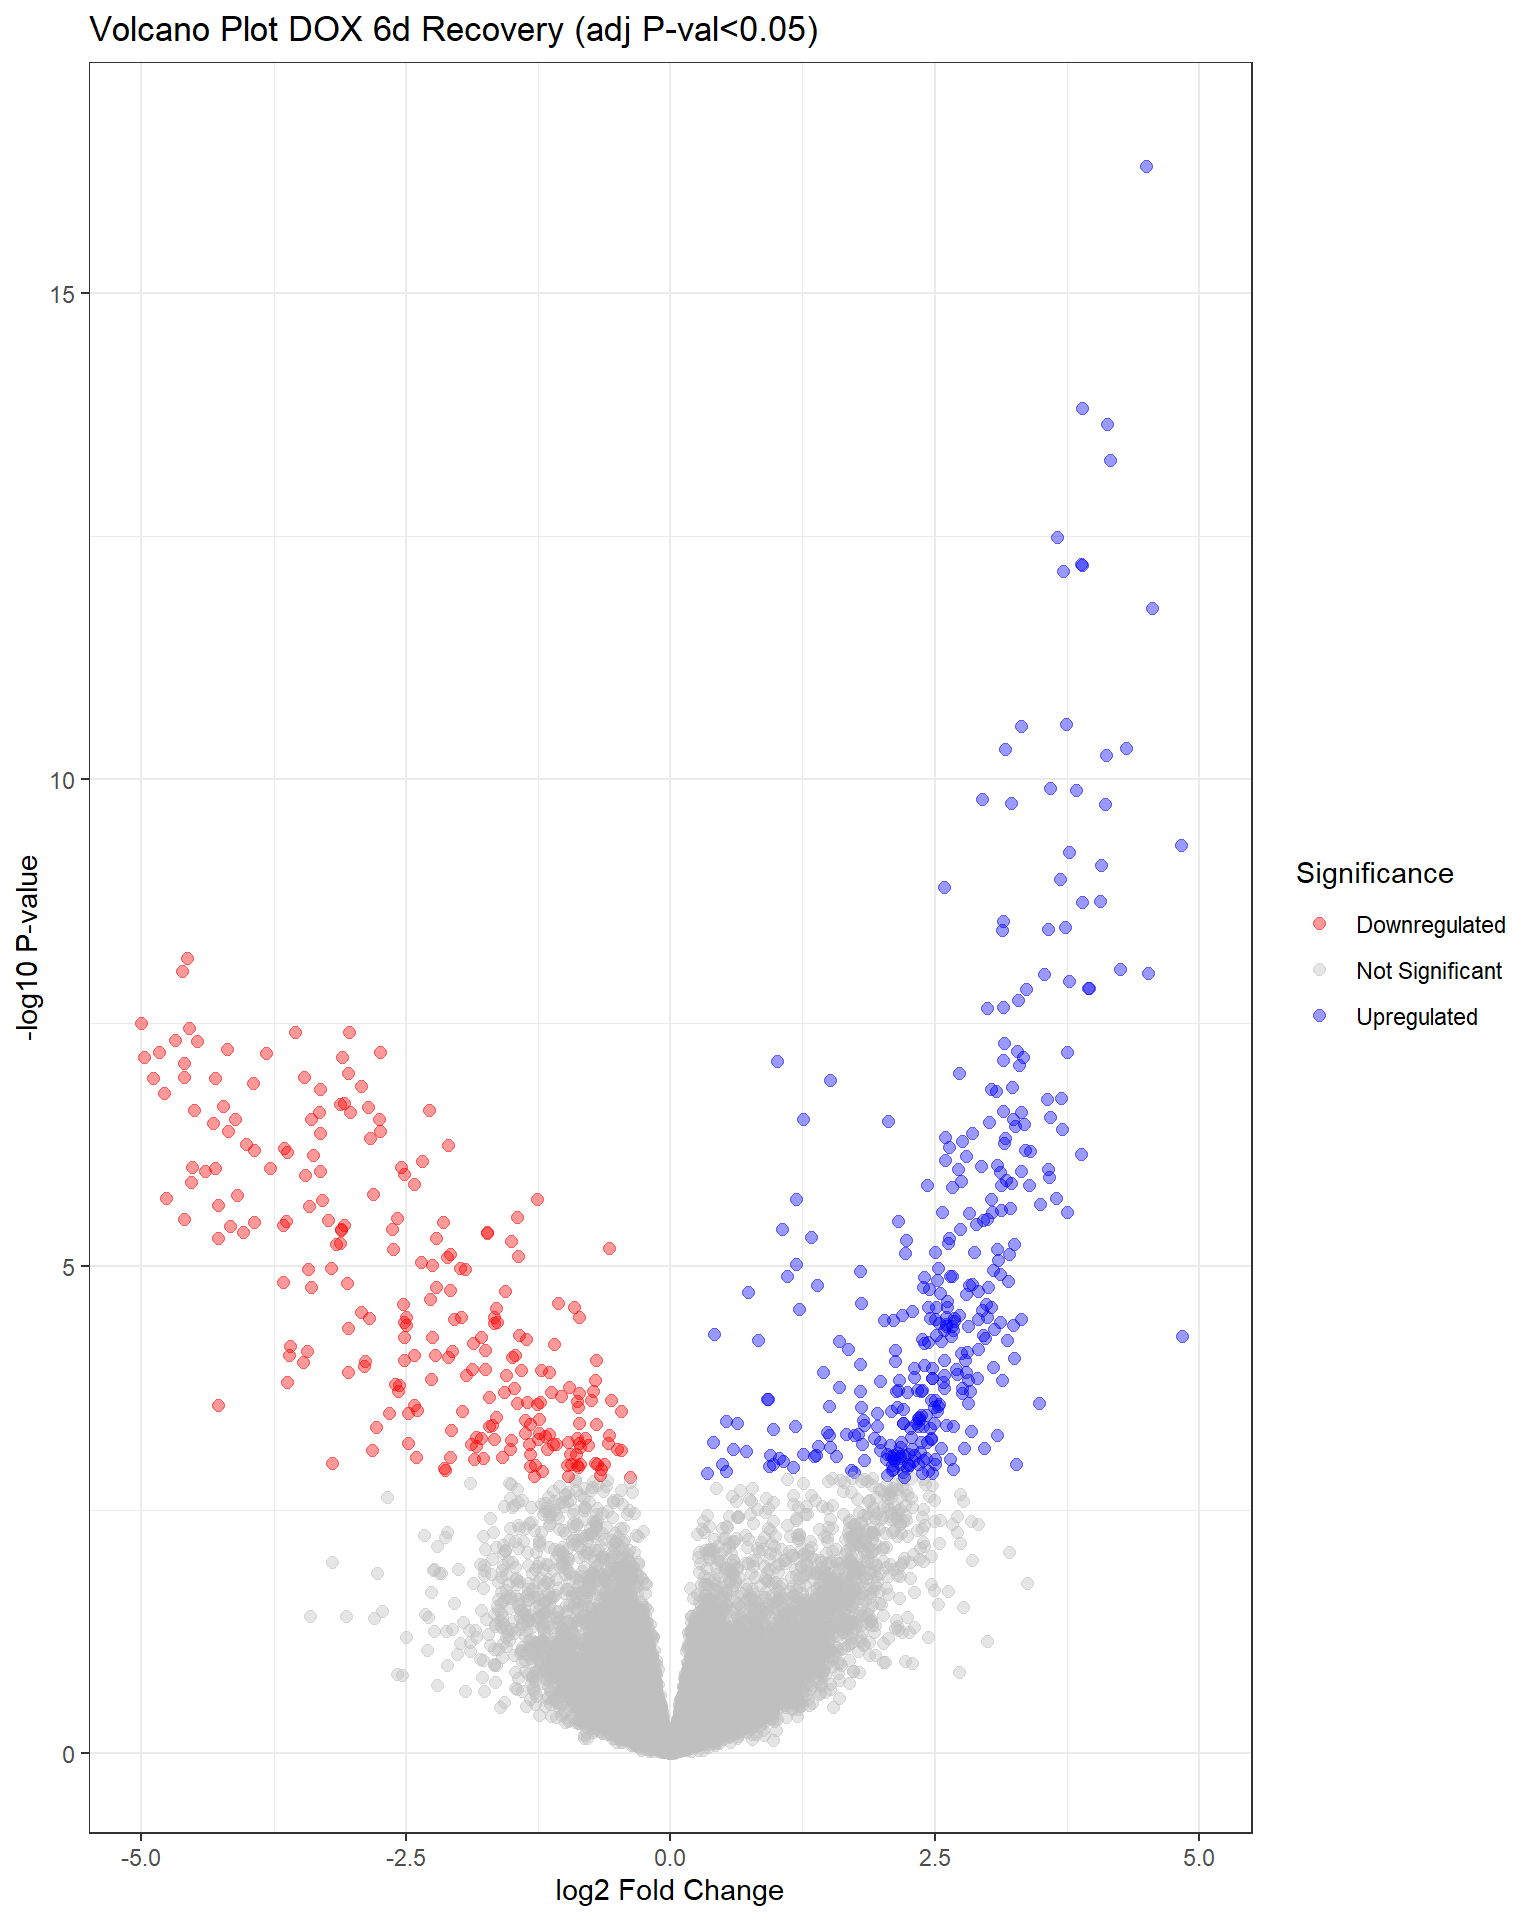 Volcano Plot DOX 6d Recovery (adj P-val<0.05)
-log10 P-value
15
10
5
0
-5.0
-2.5
0.0
2.5
5.0
log2 Fold Change
Significance
Downregulated
Not Significant
Upregulated